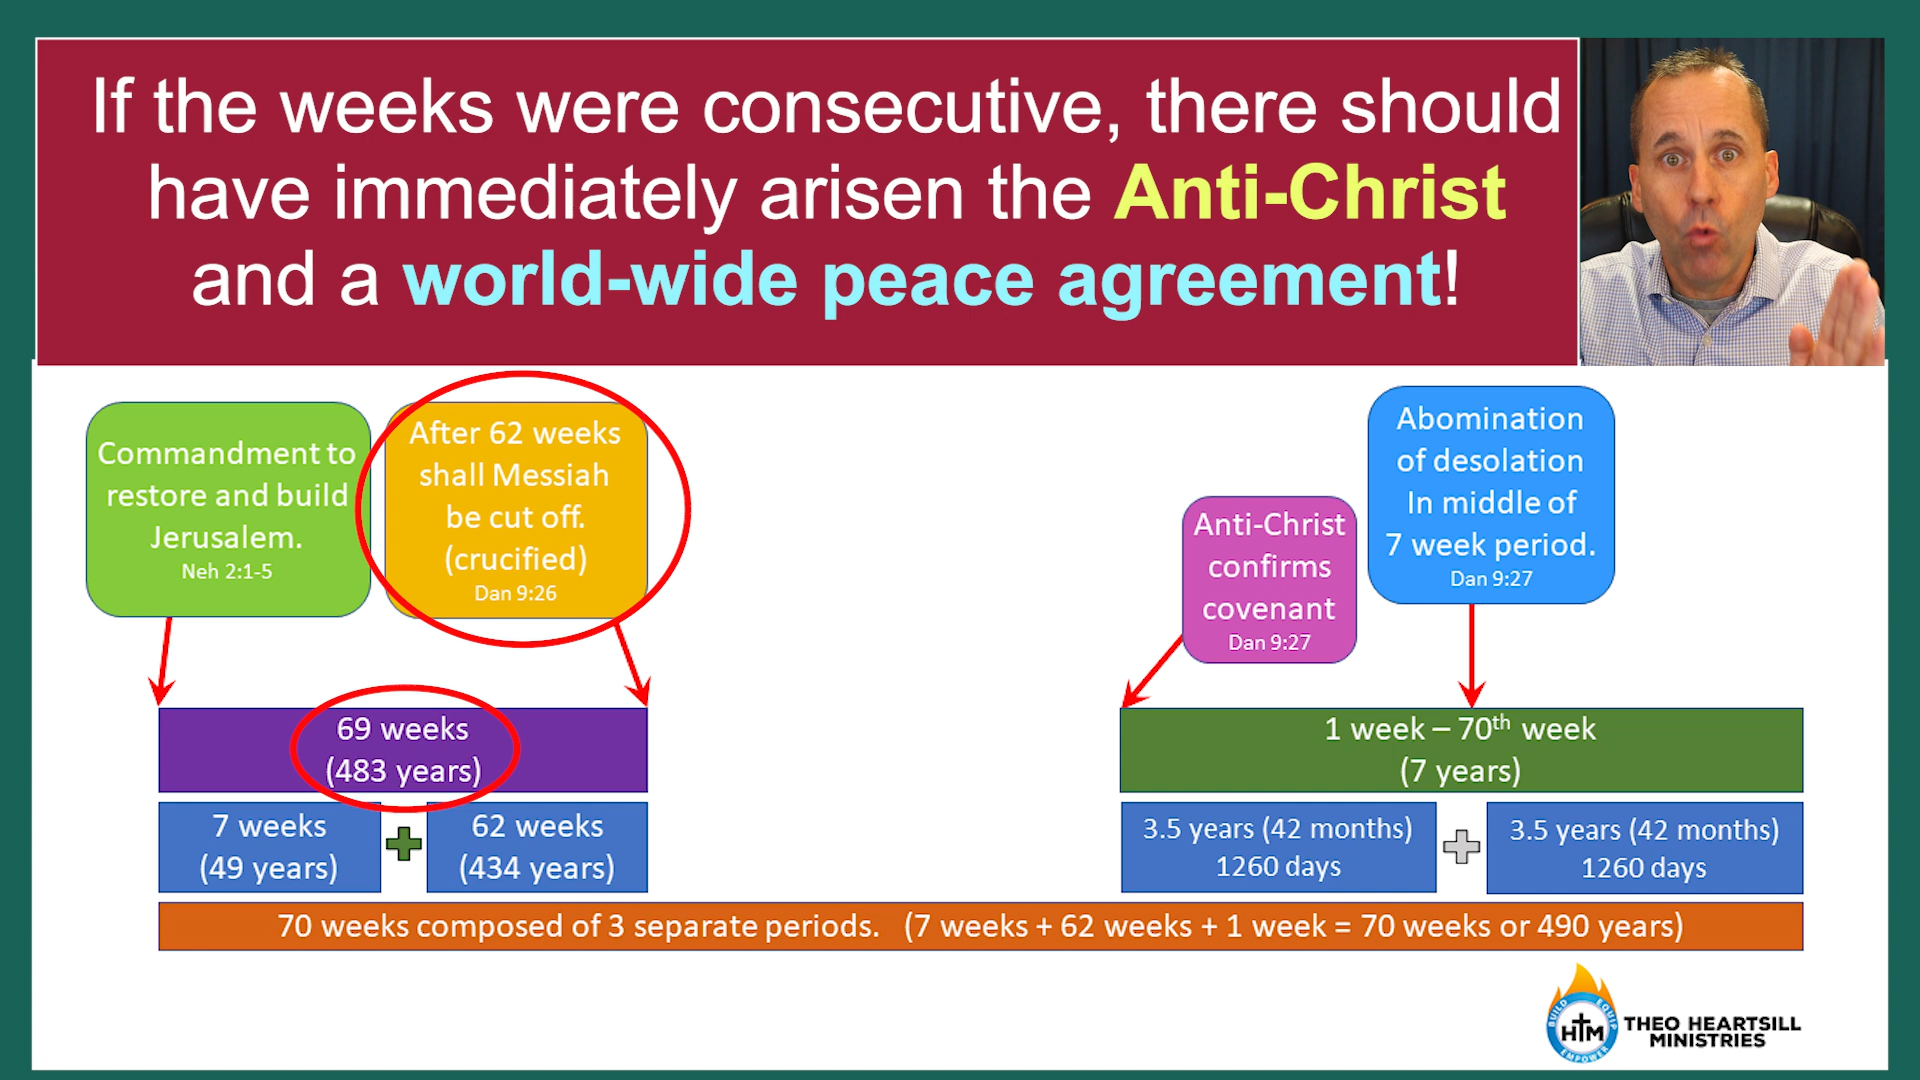 If the weeks were consecutive, there should
have immediately arisen the Anti-Christ
and a world-wide peace agreement!
Commandment to
restore and build
Jerusalem.
Neh 2:1-5
After 62 weeks
shall Messiah
be cut off.
(crucified)
Dan 9:26
Anti-Christ
confirms
covenant
Dan 9:27
Abomination
of desolation
In middle of
7 week period.
Dan 9:27
69 weeks
(483 years)
1 week – 70th week
(7 years)
7 weeks
(49 years)
62 weeks
(434 years)
3.5 years (42 months)
1260 days
3.5 years (42 months)
1260 days
70 weeks composed of 3 separate periods. (7 weeks + 62 weeks + 1 week = 70 weeks or 490 years)
BUILD EQUIP
HTM
EMPOWER
THEO HEARTSILL
MINISTRIES